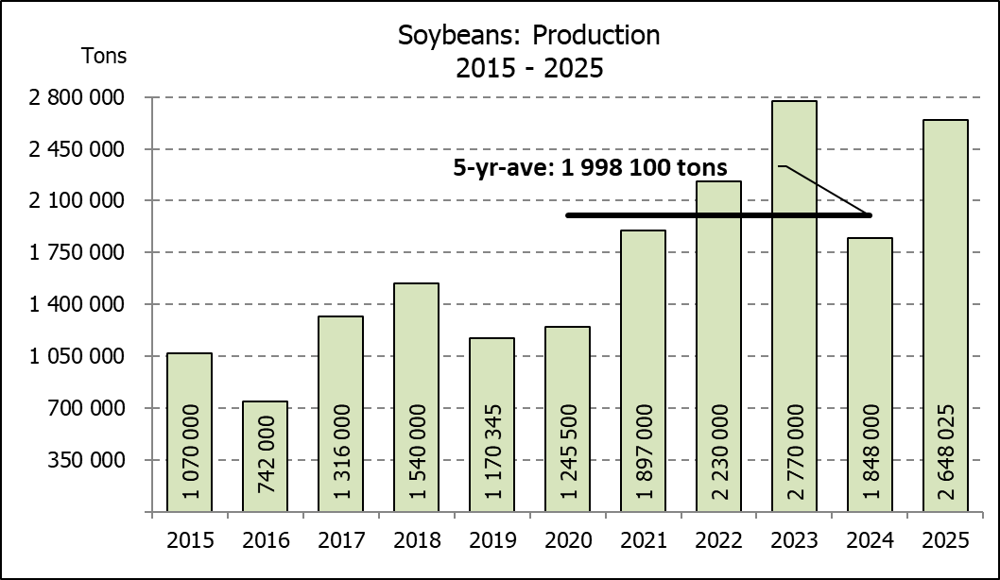 Soybeans: Production
2015 - 2025
Tons
2 800 000
2 450 000
2 100 000
1 750 000
1 400 000
1 050 000
700 000
350 000
5-yr-ave: 1 998 100 tons
1 070 000
742 000
1 316 000
1 540 000
1 170 345
1 245 500
1 897 000
2 230 000
2 770 000
1 848 000
2 648 025
2015
2016
2017
2018
2019
2020
2021
2022
2023
2024
2025